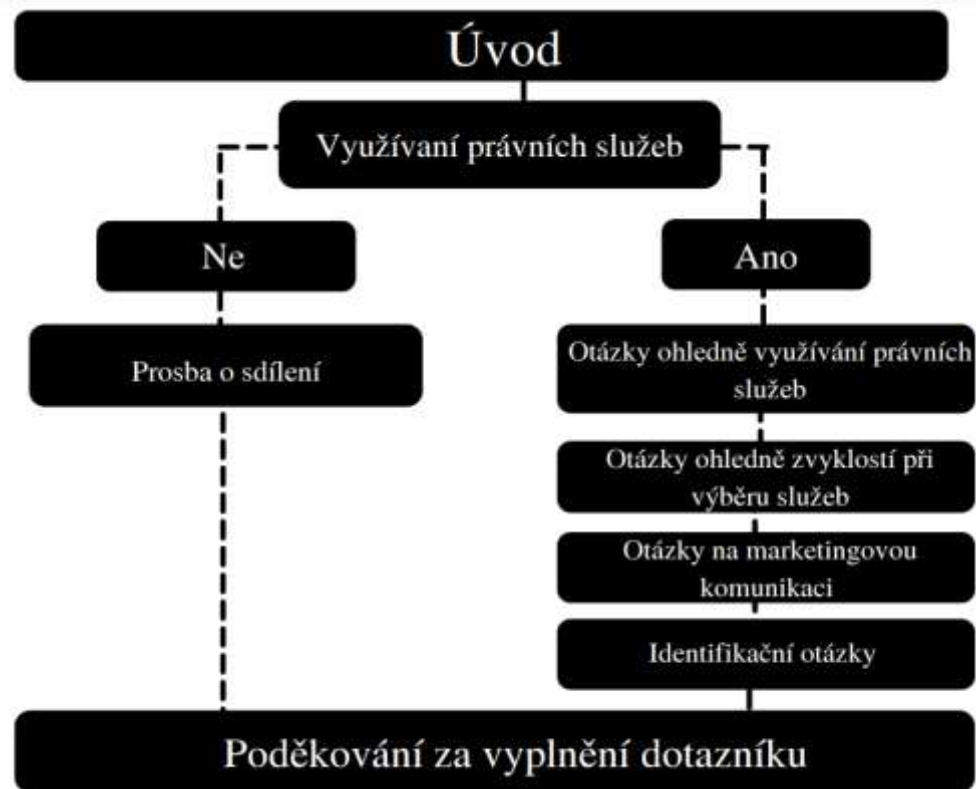 Úvod
Využívaní právních služeb
Ne
Ano
Prosba o sdílení
Otázky ohledně využívání právních
služeb
Otázky ohledně zvyklostí při
výběru služeb
Otázky na marketingovou
komunikaci
Identifikační otázky
Poděkování za vyplnění dotazníku